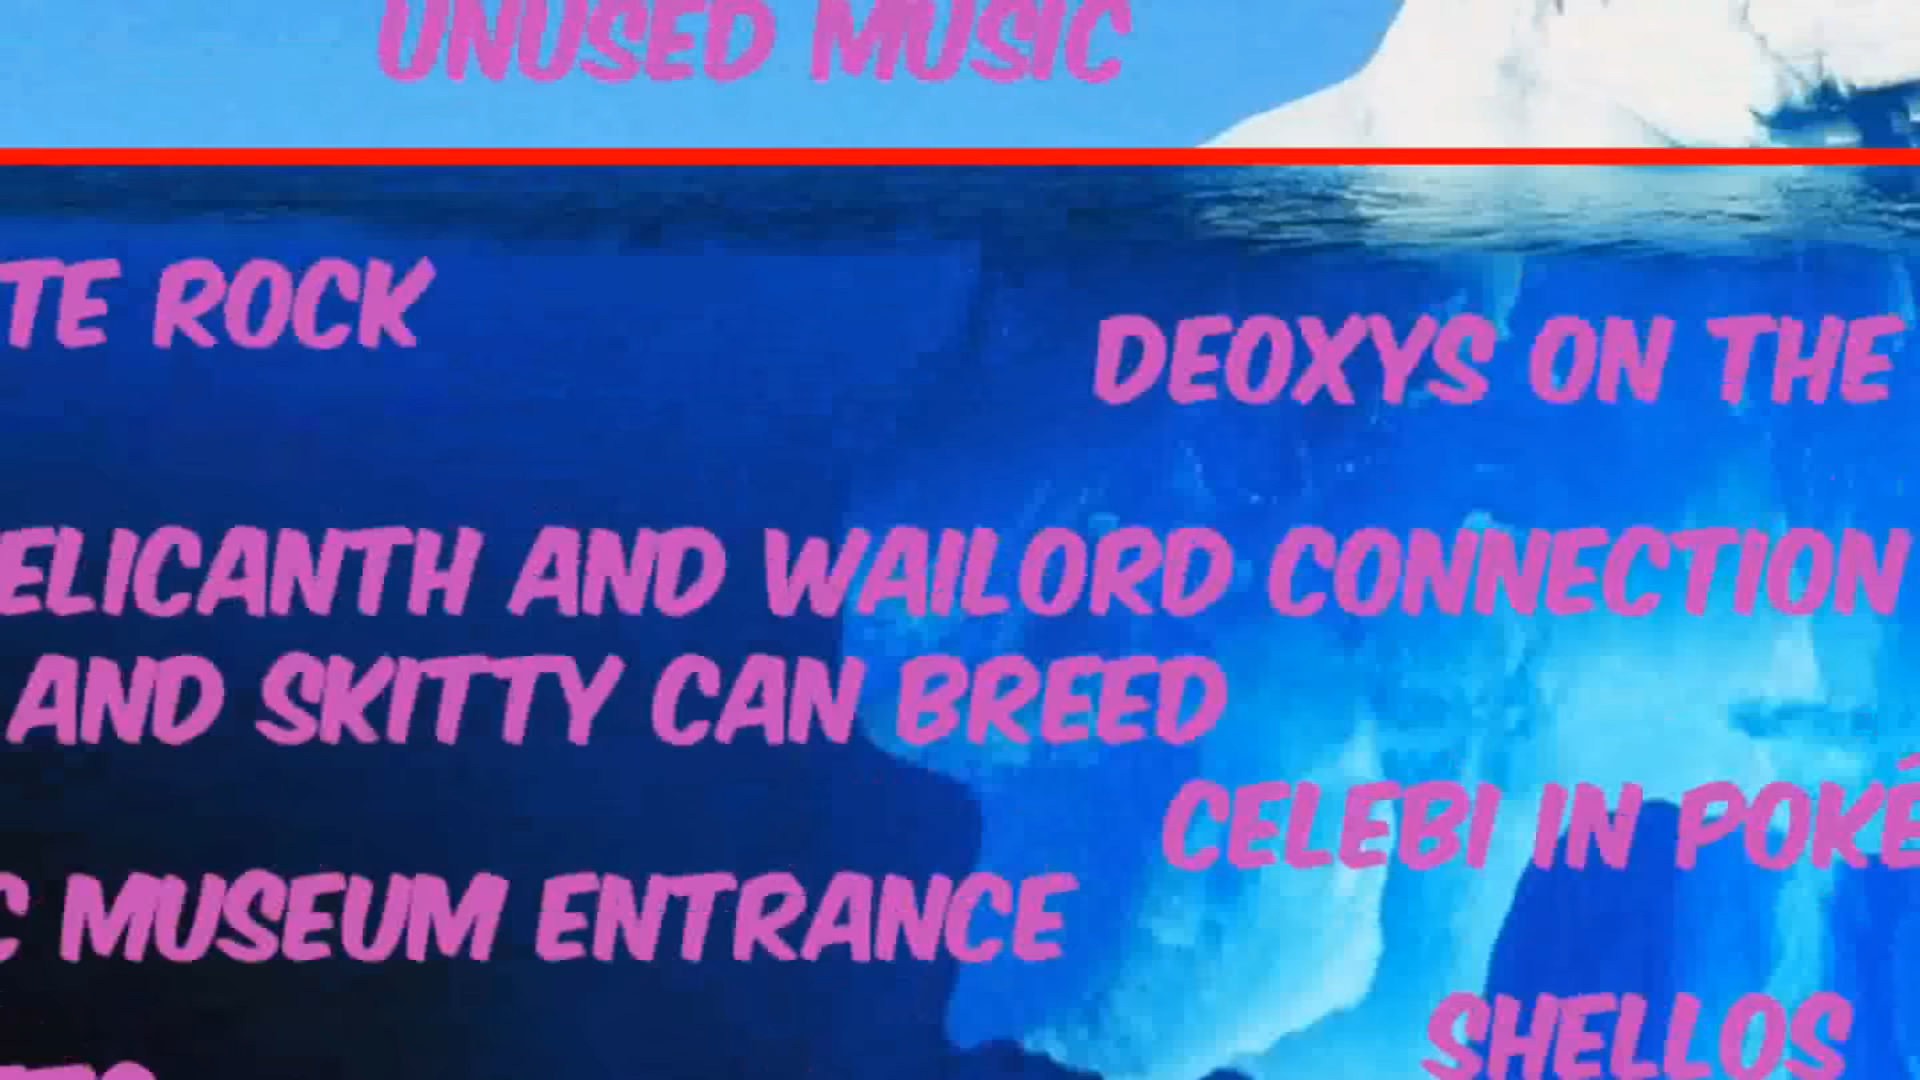 UNUSED MUSIC
TE ROCK
DEOXYS ON THE
ELICANTH AND WAILORD CONNECTION
AND SKITTY CAN BREED
CELEBI IN POKÉ
C MUSEUM ENTRANCE
SHELLOS